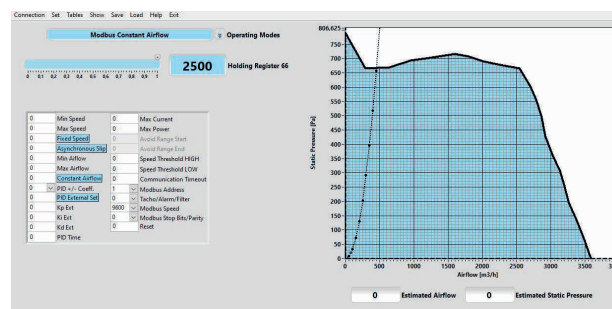 Connection Set Tables Show Save Load Help Exit
Modbus Constant Airflow
Operating Modes
2500 Holding Register 66
0 0,1 0,2 0,3 0,4 0,5 0,6 0,7 0,8 0,9 1
0 Min Speed 0 Max Current
0 Max Speed 0 Max Power
0 Fixed Speed 0 Avoid Range Start
0 Asynchronous Slip 0 Avoid Range End
0 Min Aiflow 0 Speed Threshold HIGH
0 Max Airflow 0 Speed Threshold LOW
0 Constant Airflow 0 Communication Timeout
0 PID +/- Coeff. 1 Modbus Address
0 PID External Set 0 Tacho/Alarm/Filter
0 Kp Ext 9600 Modbus Speed
0 Ki Ext 0 Modbus Stop Bits/Parity
0 Kd Ext 0 Reset
0 PID Time
806,625
750
700
650
600
550
500
450
400
350
300
250
200
150
100
50
0
Static Pressure [Pa]
0 500 1000 1500 2000 2500 3000 3500
Airflow [m3/h]
0 Estimated Airflow 0 Estimated Static Pressure